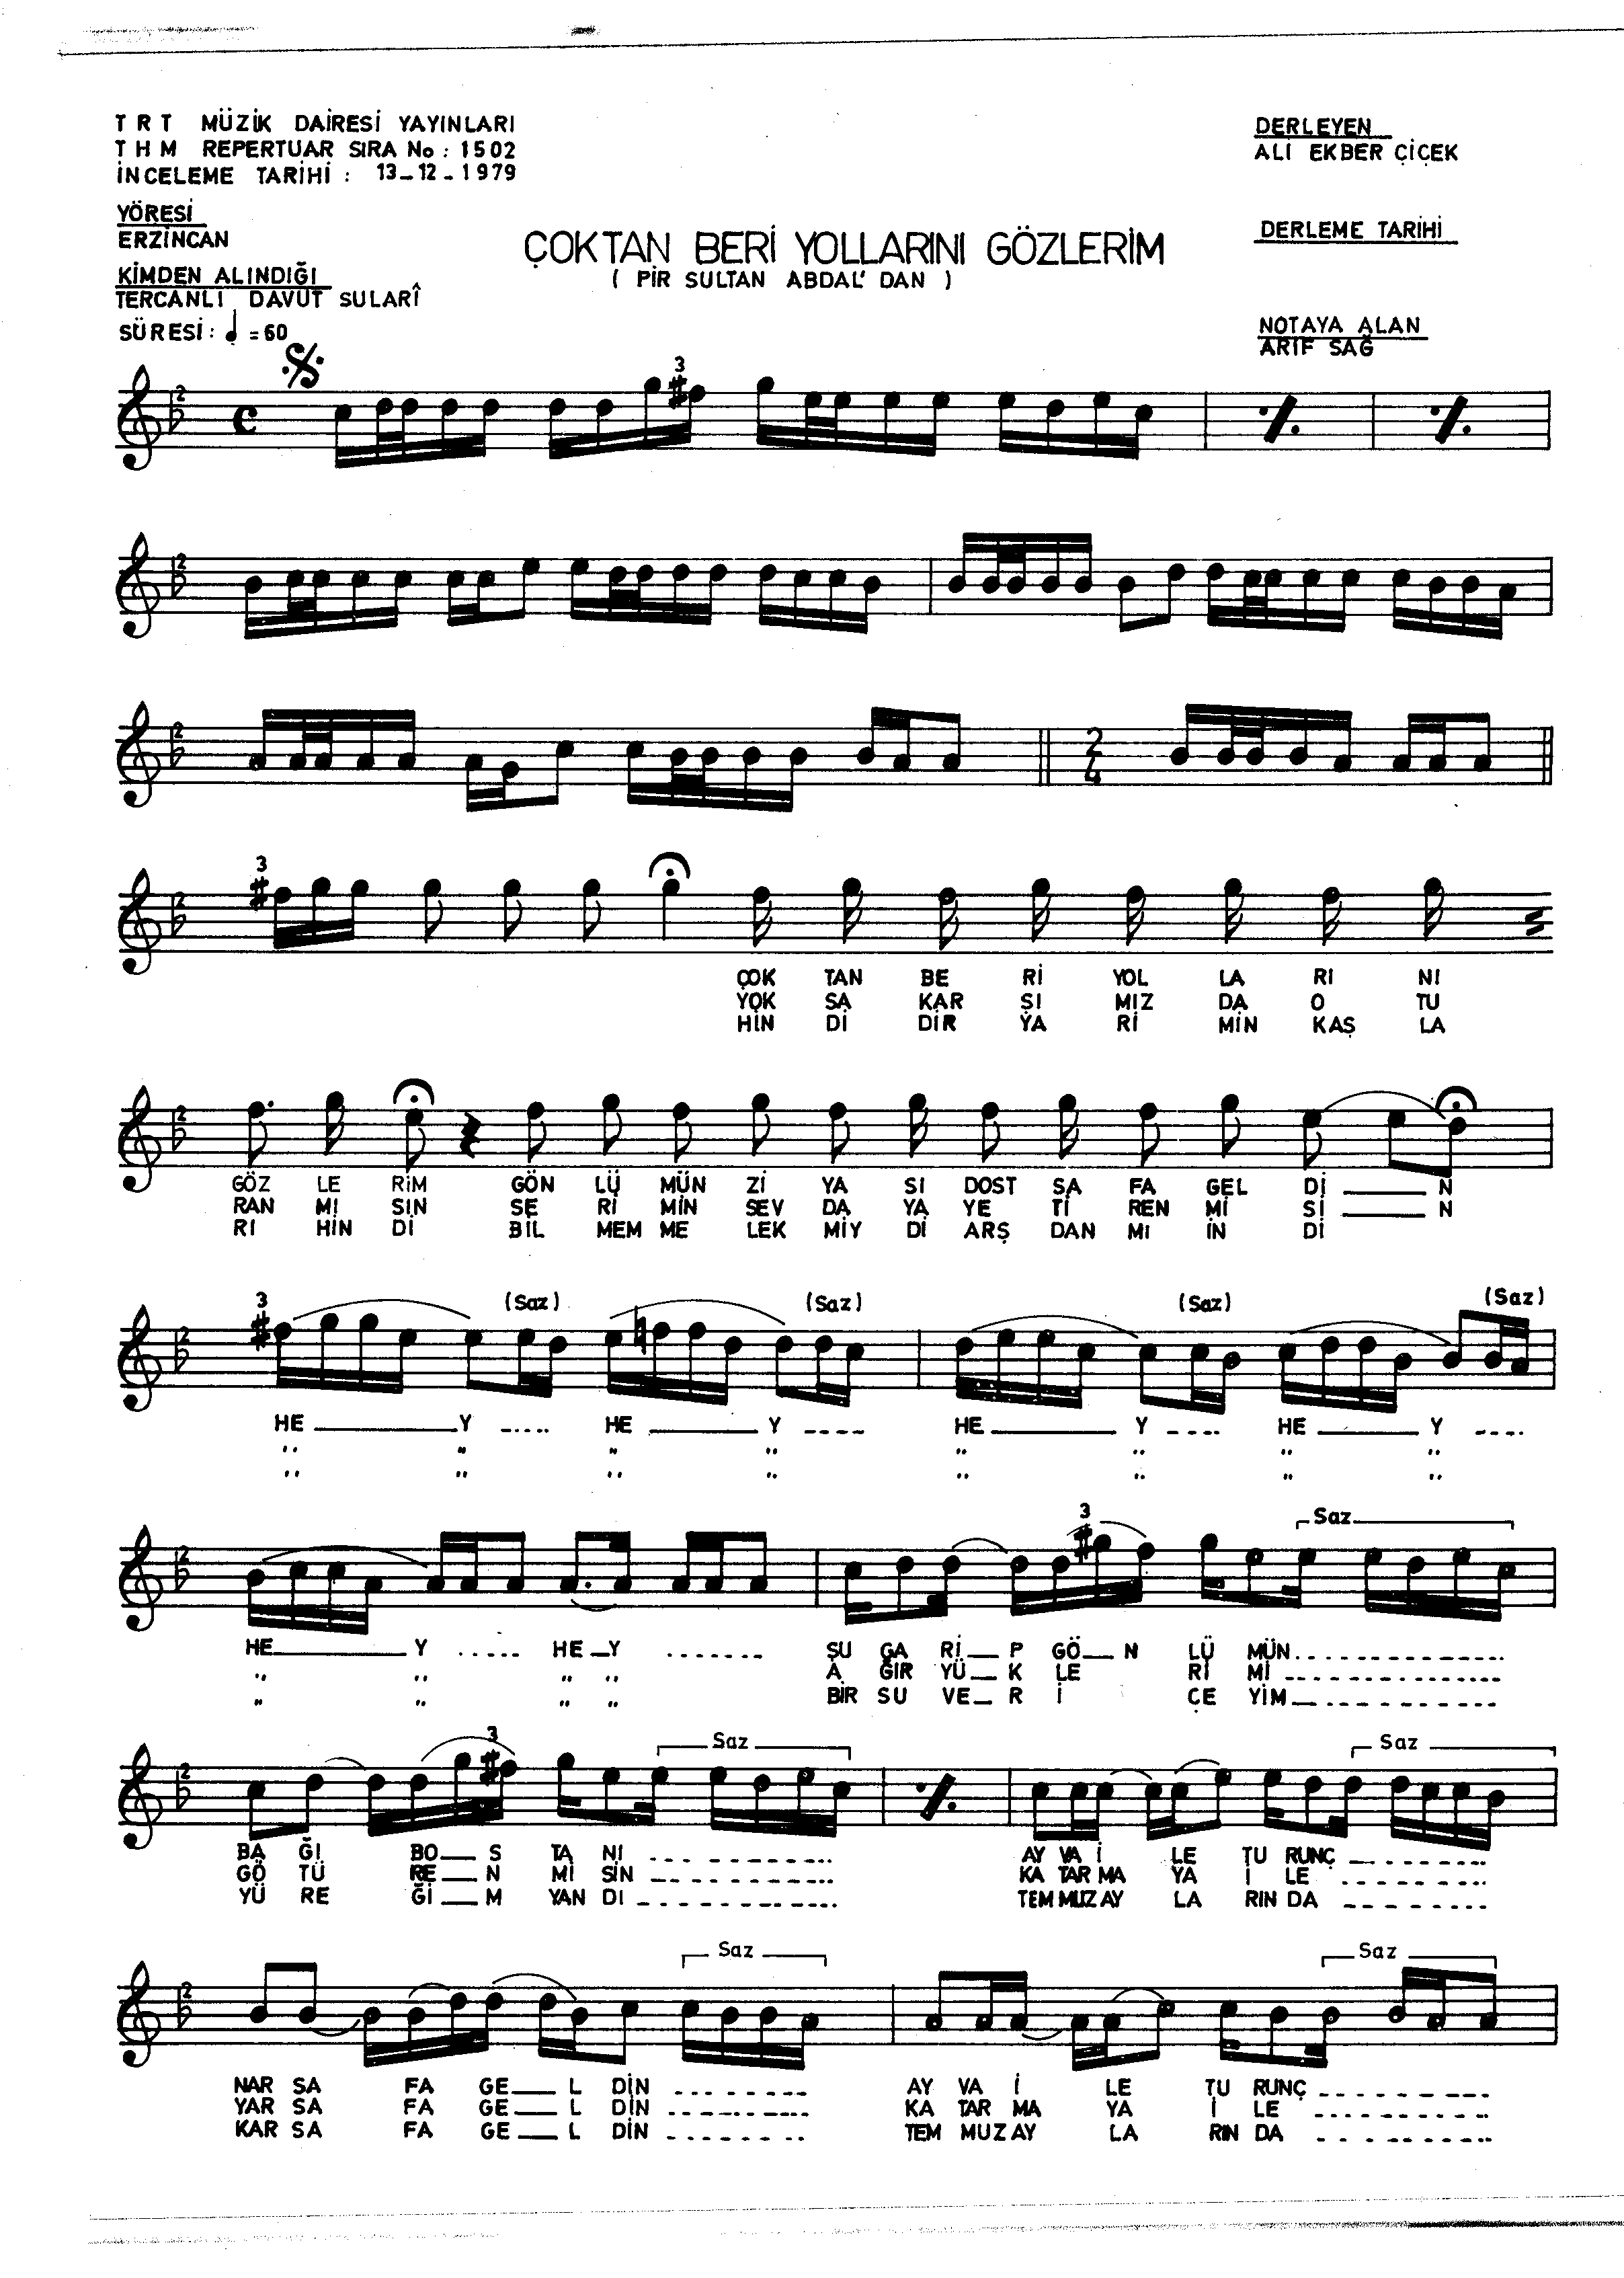 TRT MÜZİK DAİRESİ YAYINLARI
THM REPERTUAR SIRA No : 1502
İNCELEME TARİHİ : 13-12-1979
DERLEYEN
ALİ EKBER ÇİÇEK
YÖRESİ
ERZİNCAN
DERLEME TARİHİ
ÇOKTAN BERİ YOLLARINI GÖZLERİM
( PİR SULTAN ABDAL' DAN )
KİMDEN ALINDIĞI
TERCANLI DAVUT SULARÎ
SÜRESİ: ♩ = 60
NOTAYA ALAN
ARİF SAĞ
ÇOK TAN BE Rİ YOL LA RI NI
YOK SA KAR ŞI MIZ DA O TU
HİN Dİ DİR YA Rİ MİN KAŞ LA
GÖZ LE RİM GÖN LÜ MÜN Zİ YA SI DOST SA FA GEL Dİ ___ N
RAN MI SIN SE Rİ MİN SEV DA YA YE Tİ REN Mİ Sİ ___ N
RI HİN Dİ BİL MEM ME LEK MİY Dİ ARŞ DAN MI İN Dİ
(Saz) (Saz) (Saz) (Saz)
HE ___ Y ..... HE ___ Y ..... HE ___ Y ..... HE ___ Y ....
,, ,, ,, ,, ,, ,, ,, ,,
,, ,, ,, ,, ,, ,, ,, ,,
Saz
HE ___ Y ..... HE _ Y ....... ŞU GA Rİ _ P GÖ _ N LÜ MÜN ..........
,, ,, ,, ,, A ĞIR YÜ _ K LE Rİ Mİ ..........
,, ,, ,, ,, BİR SU VE _ R İ ÇE YİM ..........
Saz Saz
BA ĞI BO _ S TA NI .......... AY VA İ LE TU RUNÇ ........
GÖ TÜ RE _ N Mİ SİN .......... KA TAR MA YA İ LE ........
YÜ RE Ğİ _ M YAN DI .......... TEM MUZ AY LA RIN DA ........
Saz Saz
NAR SA FA GE _ L DİN ........ AY VA İ LE TU RUNÇ ........
YAR SA FA GE _ L DİN ........ KA TAR MA YA İ LE ........
KAR SA FA GE _ L DİN ........ TEM MUZ AY LA RIN DA ........